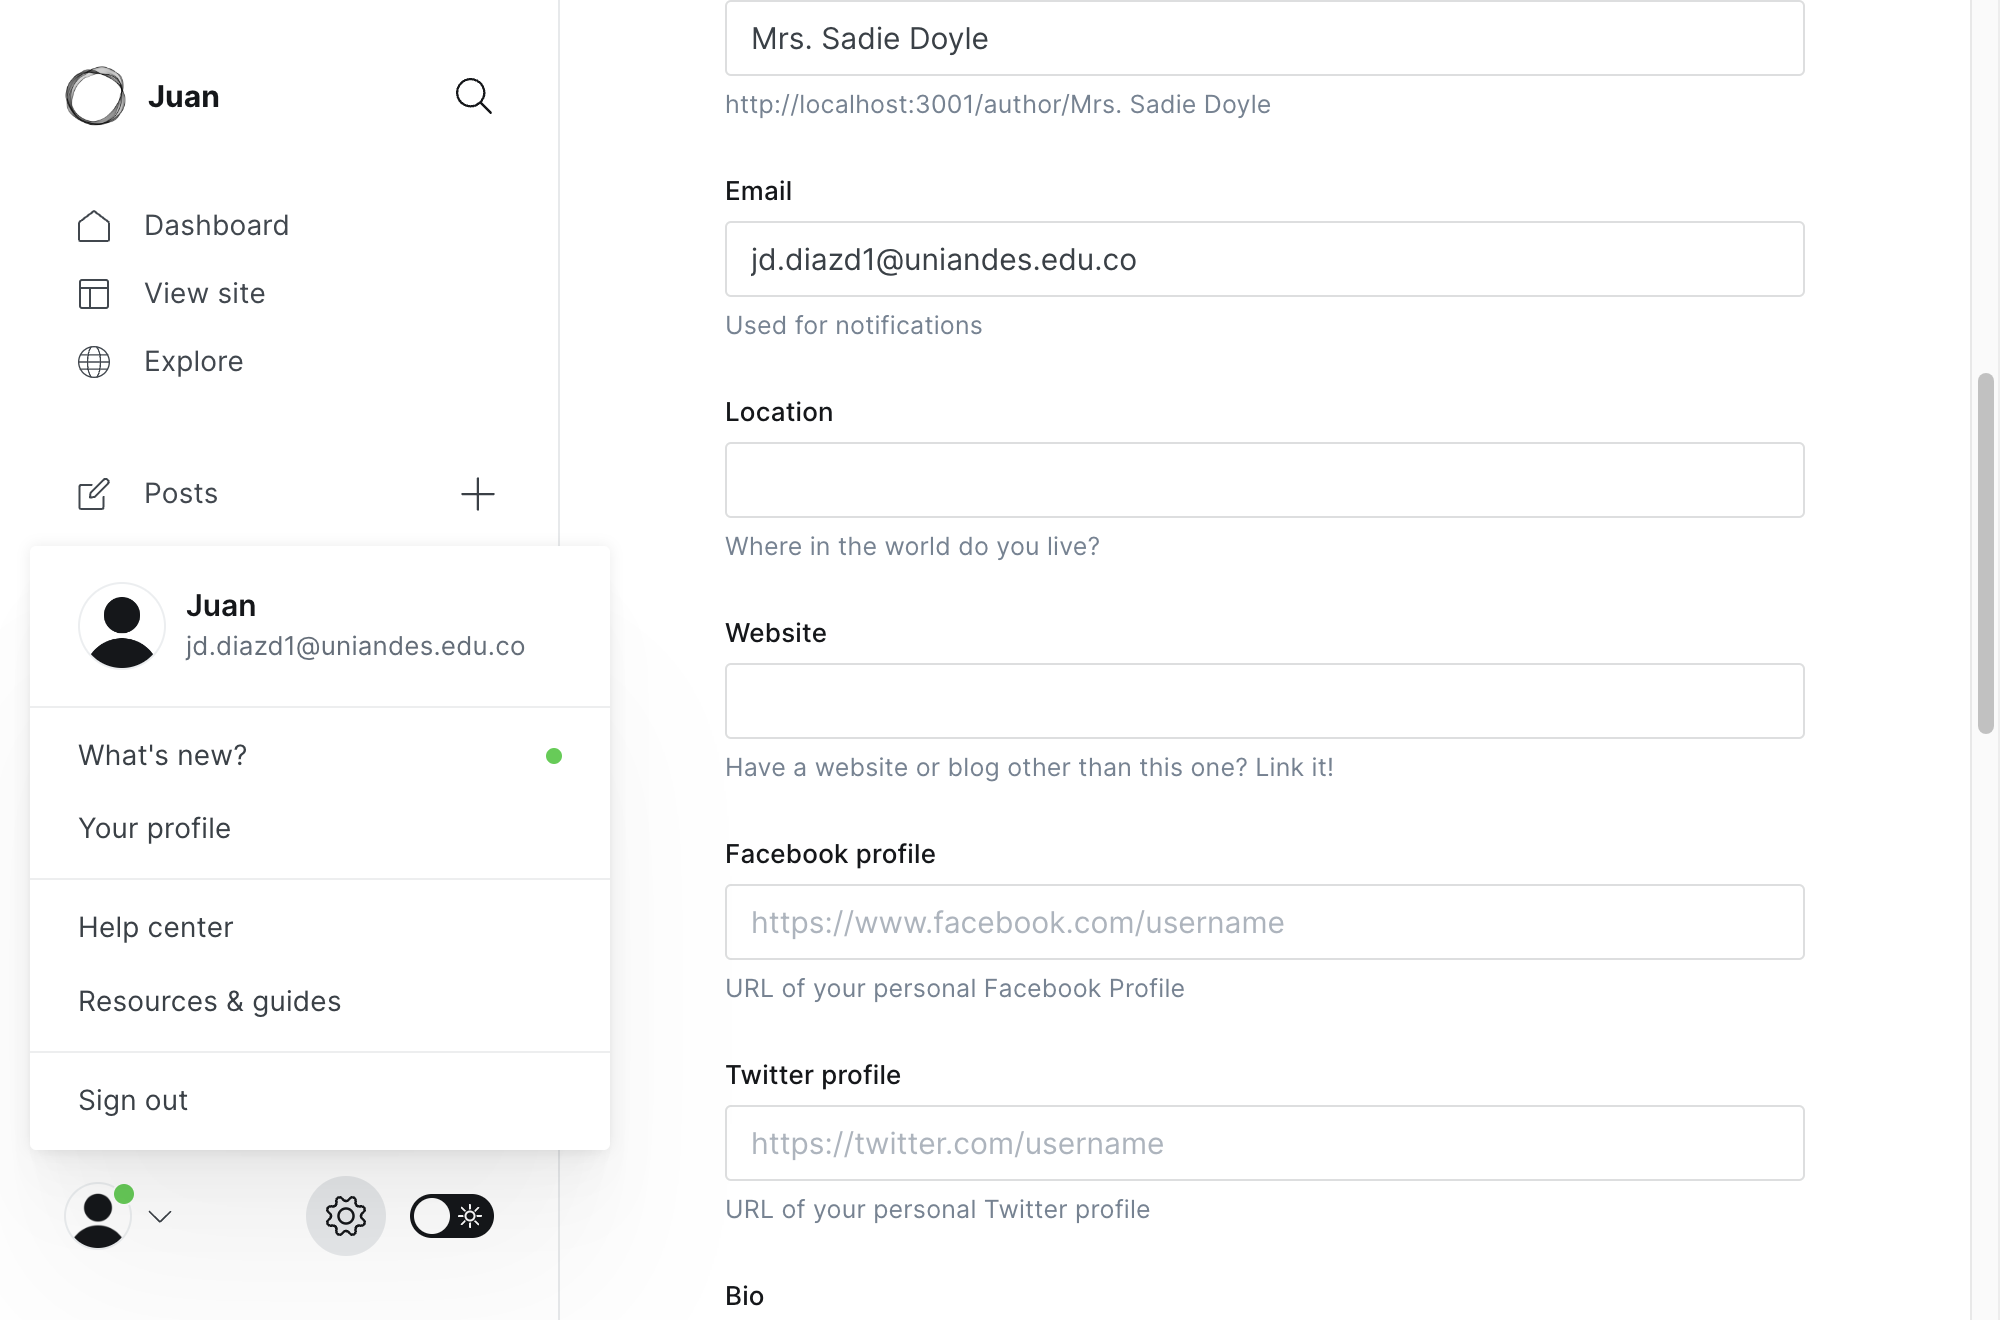 Juan
Dashboard
View site
Explore
Posts
Juan
jd.diazd1@uniandes.edu.co
What's new?
Your profile
Help center
Resources & guides
Sign out
Mrs. Sadie Doyle
http://localhost:3001/author/Mrs. Sadie Doyle
Email
jd.diazd1@uniandes.edu.co
Used for notifications
Location
Where in the world do you live?
Website
Have a website or blog other than this one? Link it!
Facebook profile
https://www.facebook.com/username
URL of your personal Facebook Profile
Twitter profile
https://twitter.com/username
URL of your personal Twitter profile
Bio